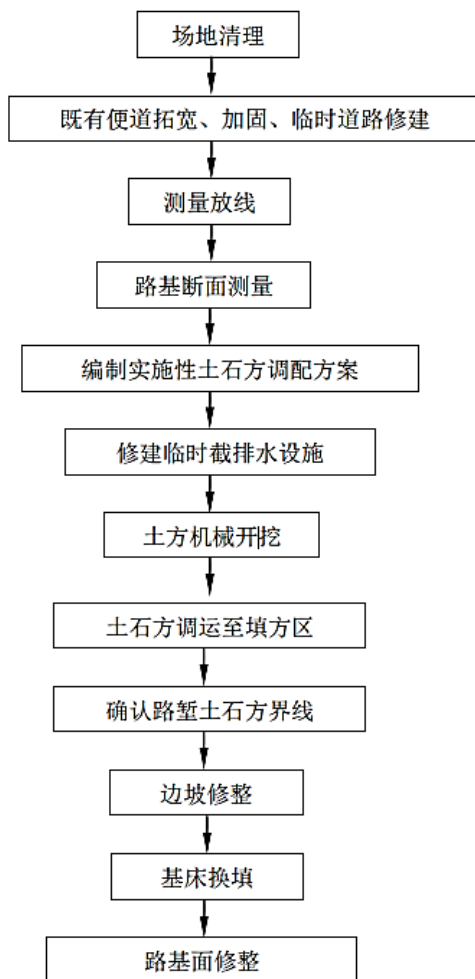 场地清理
既有便道拓宽、加固、临时道路修建
测量放线
路基断面测量
编制实施性土石方调配方案
修建临时截排水设施
土方机械开挖
土石方调运至填方区
确认路堑土石方界线
边坡修整
基床换填
路基面修整